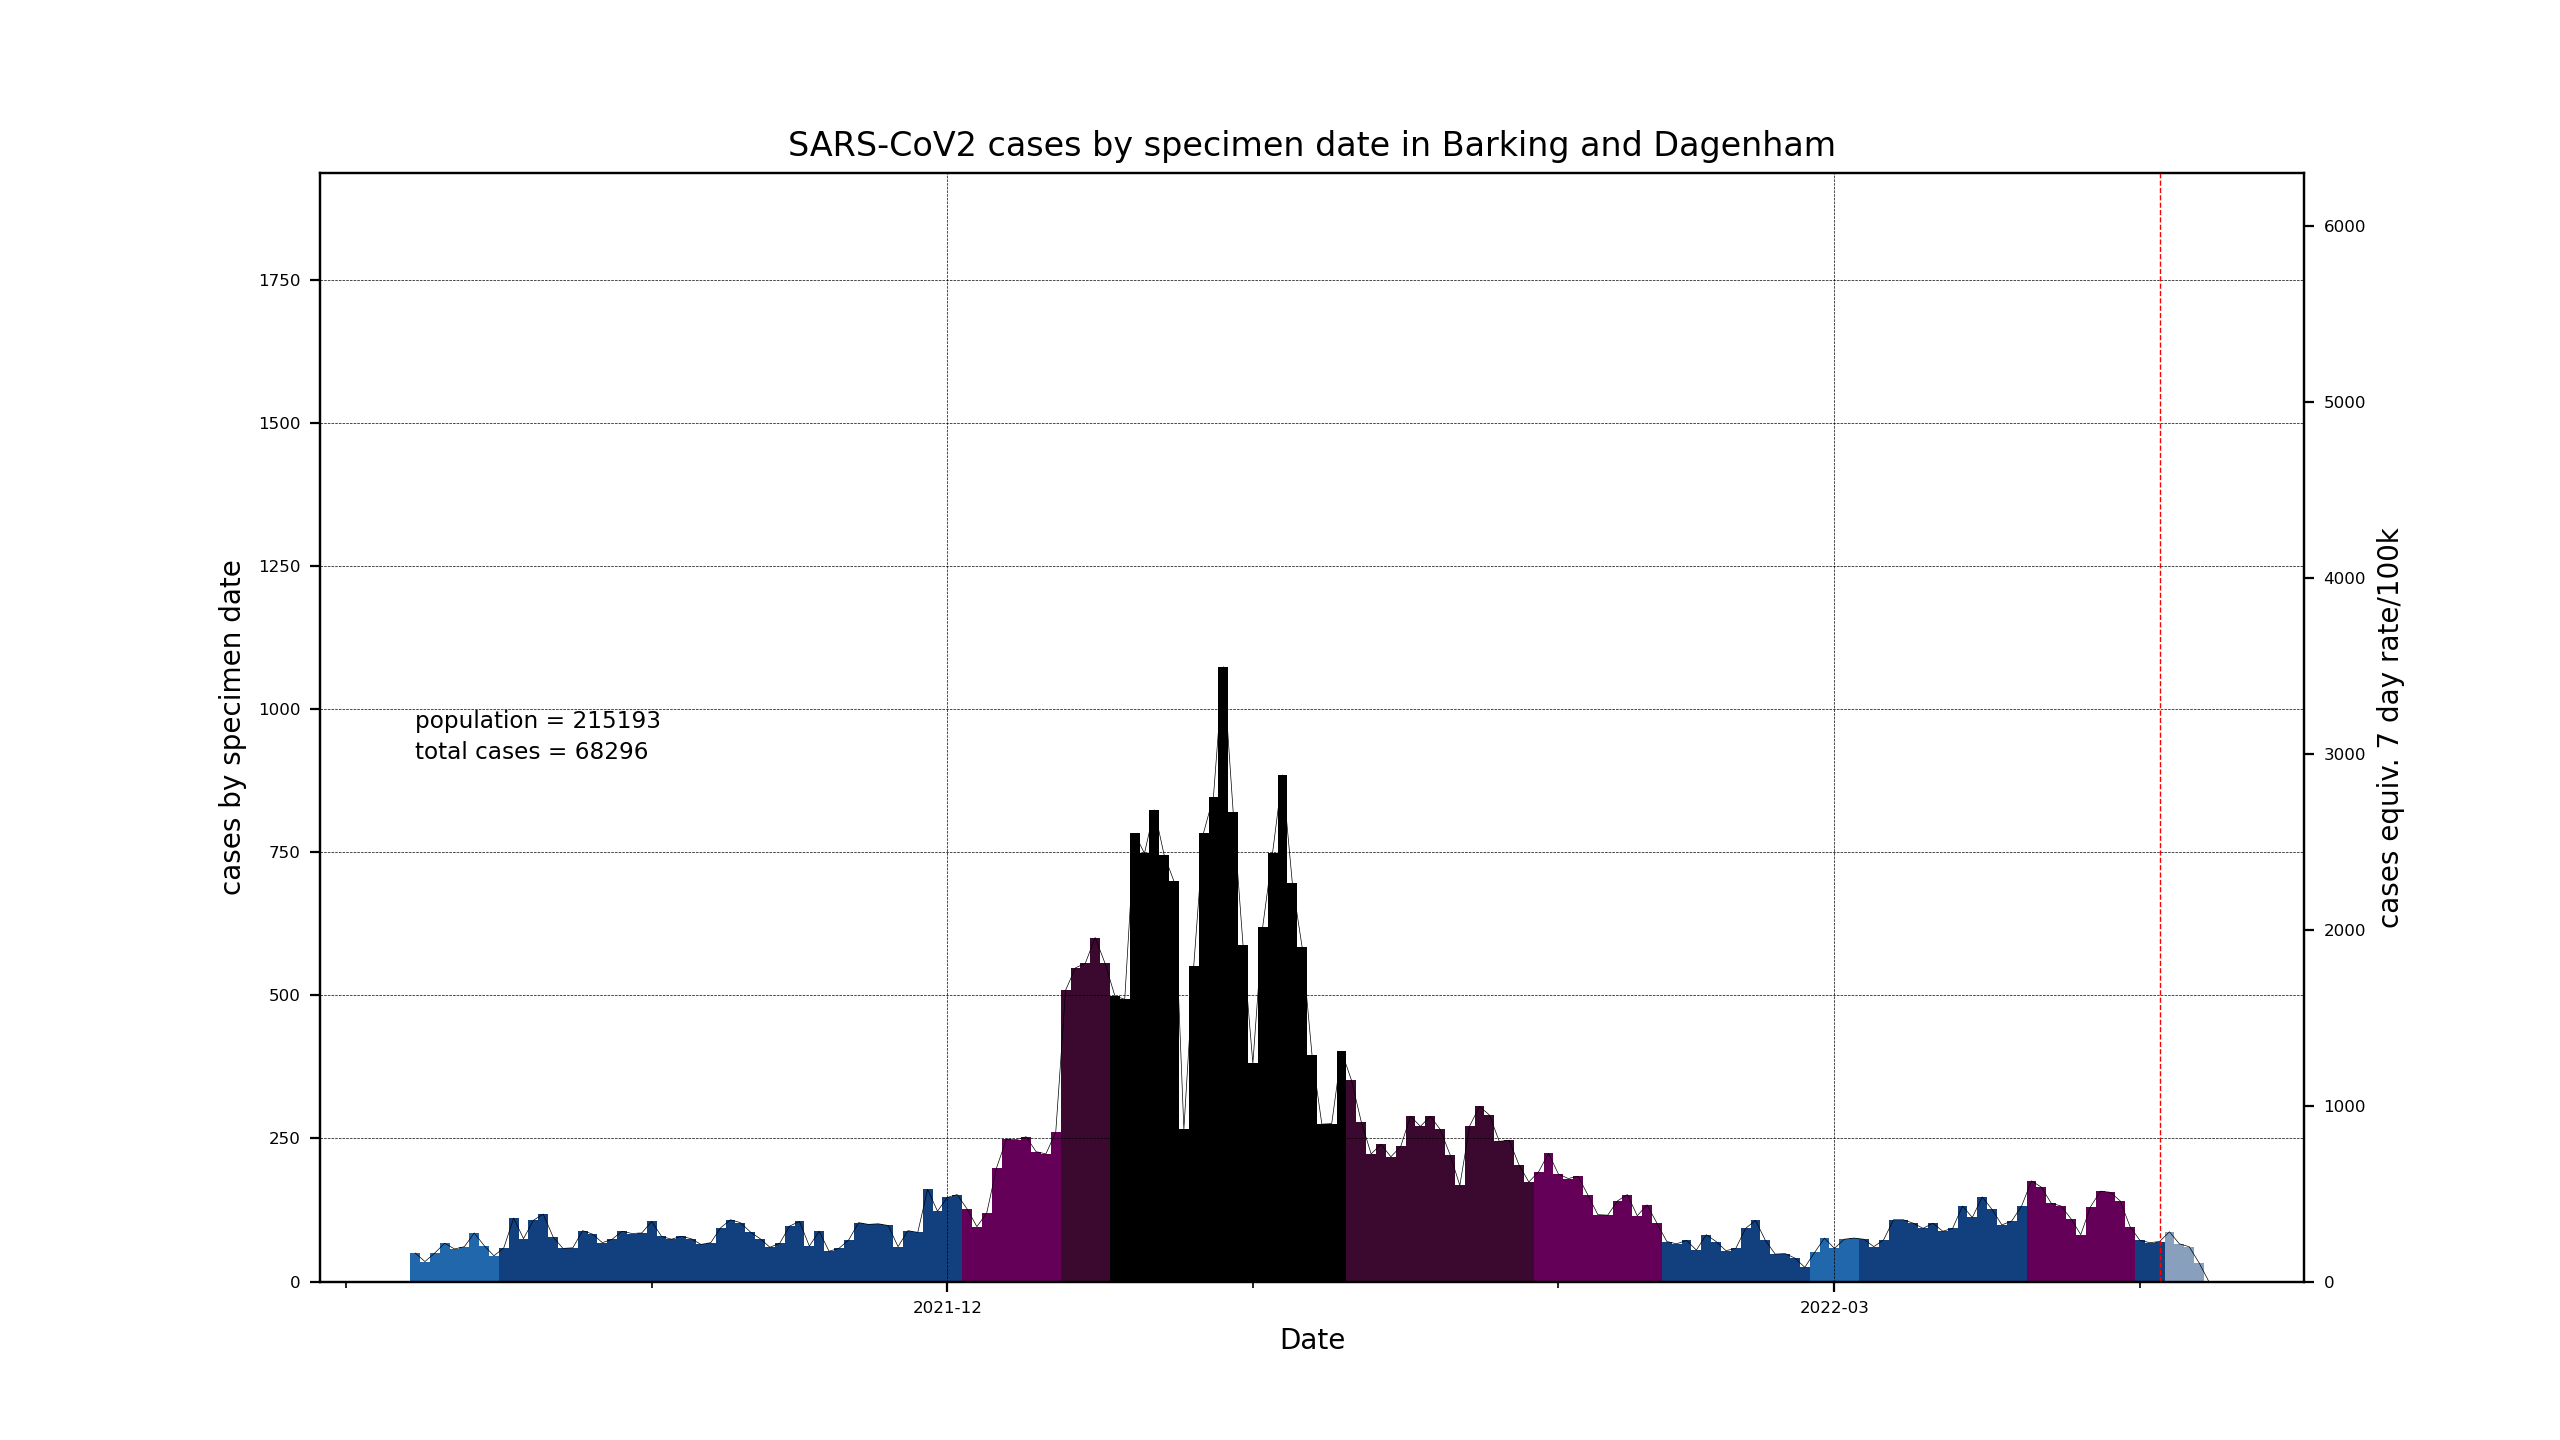 SARS-CoV2 cases by specimen date in Barking and Dagenham
cases by specimen date
1750
1500
1250
1000
750
500
250
0
population = 215193
total cases = 68296
6000
5000
4000
3000
2000
1000
0
cases equiv. 7 day rate/100k
2021-12
2022-03
Date